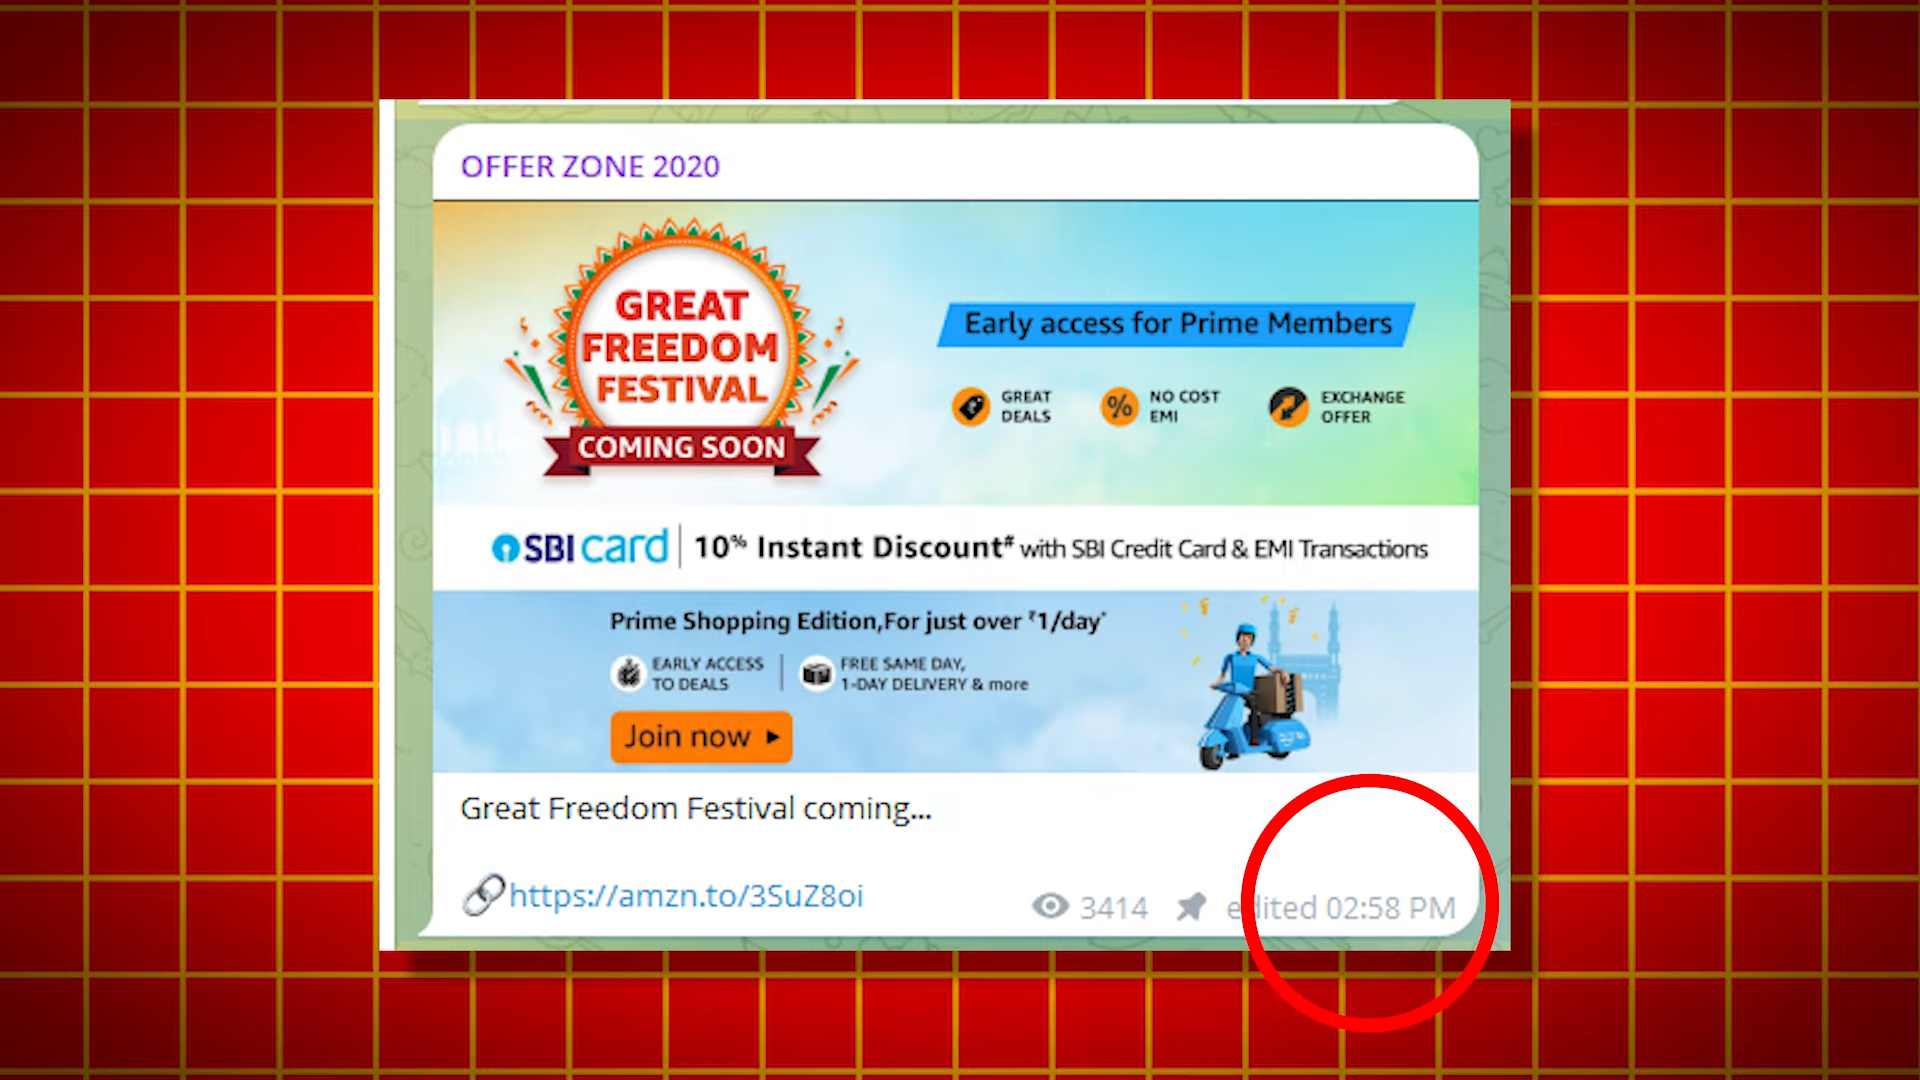 OFFER ZONE 2020
GREAT
FREEDOM
FESTIVAL
COMING SOON
Early access for Prime Members
GREAT
DEALS
NO COST
EMI
EXCHANGE
OFFER
SBI card
10% Instant Discount# with SBI Credit Card & EMI Transactions
Prime Shopping Edition,For just over ₹1/day*
EARLY ACCESS
TO DEALS
FREE SAME DAY,
1-DAY DELIVERY & more
Join now ▸
Great Freedom Festival coming...
🔗https://amzn.to/3SuZ8oi
3414
edited 02:58 PM